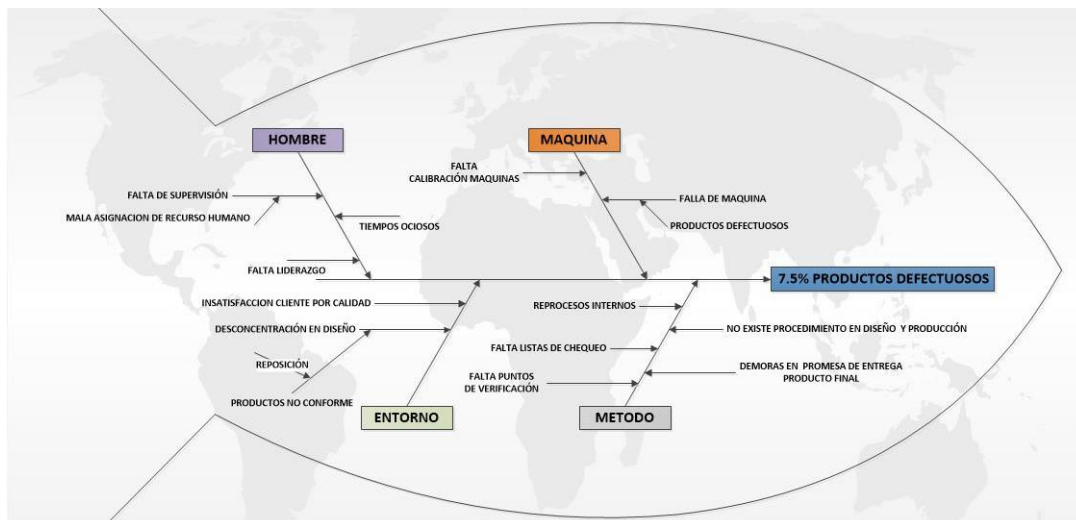 HOMBRE
MAQUINA
FALTA
CALIBRACIÓN MAQUINAS
FALTA DE SUPERVISIÓN
FALLA DE MAQUINA
MALA ASIGNACION DE RECURSO HUMANO
TIEMPOS OCIOSOS
PRODUCTOS DEFECTUOSOS
FALTA LIDERAZGO
7.5% PRODUCTOS DEFECTUOSOS
INSATISFACCION CLIENTE POR CALIDAD
REPROCESOS INTERNOS
DESCONCENTRACIÓN EN DISEÑO
NO EXISTE PROCEDIMIENTO EN DISEÑO Y PRODUCCIÓN
FALTA LISTAS DE CHEQUEO
REPOSICIÓN
DEMORAS EN PROMESA DE ENTREGA
PRODUCTO FINAL
FALTA PUNTOS
DE VERIFICACIÓN
PRODUCTOS NO CONFORME
ENTORNO
METODO